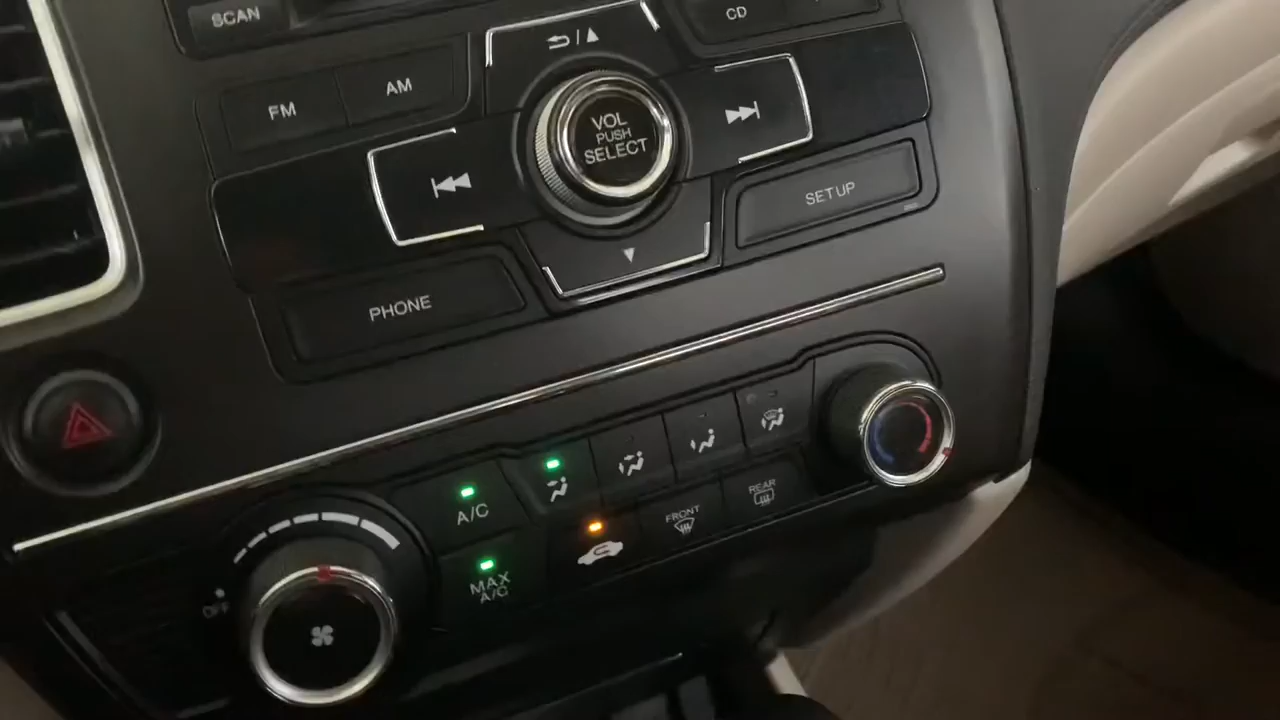 SCAN
CD
FM
AM
VOL
PUSH
SELECT
SETUP
PHONE
A/C
MAX
A/C
FRONT
REAR
OFF